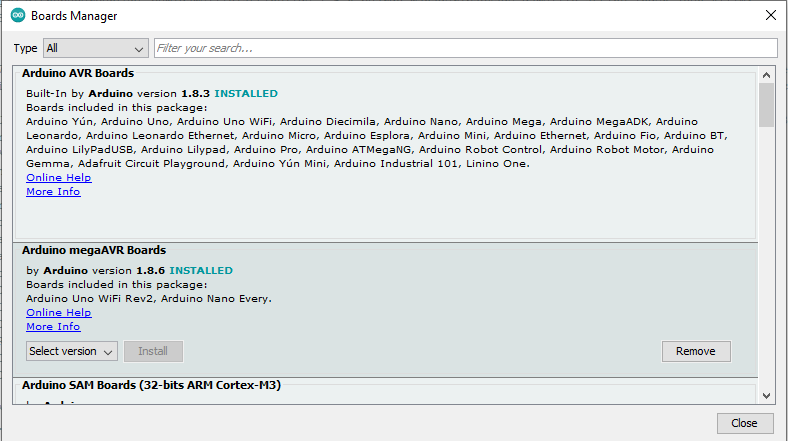 Boards Manager
Type All Filter your search...
Arduino AVR Boards
Built-In by Arduino version 1.8.3 INSTALLED
Boards included in this package:
Arduino Yún, Arduino Uno, Arduino Uno WiFi, Arduino Diecimila, Arduino Nano, Arduino Mega, Arduino MegaADK, Arduino
Leonardo, Arduino Leonardo Ethernet, Arduino Micro, Arduino Esplora, Arduino Mini, Arduino Ethernet, Arduino Fio, Arduino BT,
Arduino LilyPadUSB, Arduino Lilypad, Arduino Pro, Arduino ATMegaNG, Arduino Robot Control, Arduino Robot Motor, Arduino
Gemma, Adafruit Circuit Playground, Arduino Yún Mini, Arduino Industrial 101, Linino One.
Online Help
More Info
Arduino megaAVR Boards
by Arduino version 1.8.6 INSTALLED
Boards included in this package:
Arduino Uno WiFi Rev2, Arduino Nano Every.
Online Help
More Info
Select version Install Remove
Arduino SAM Boards (32-bits ARM Cortex-M3)
Close